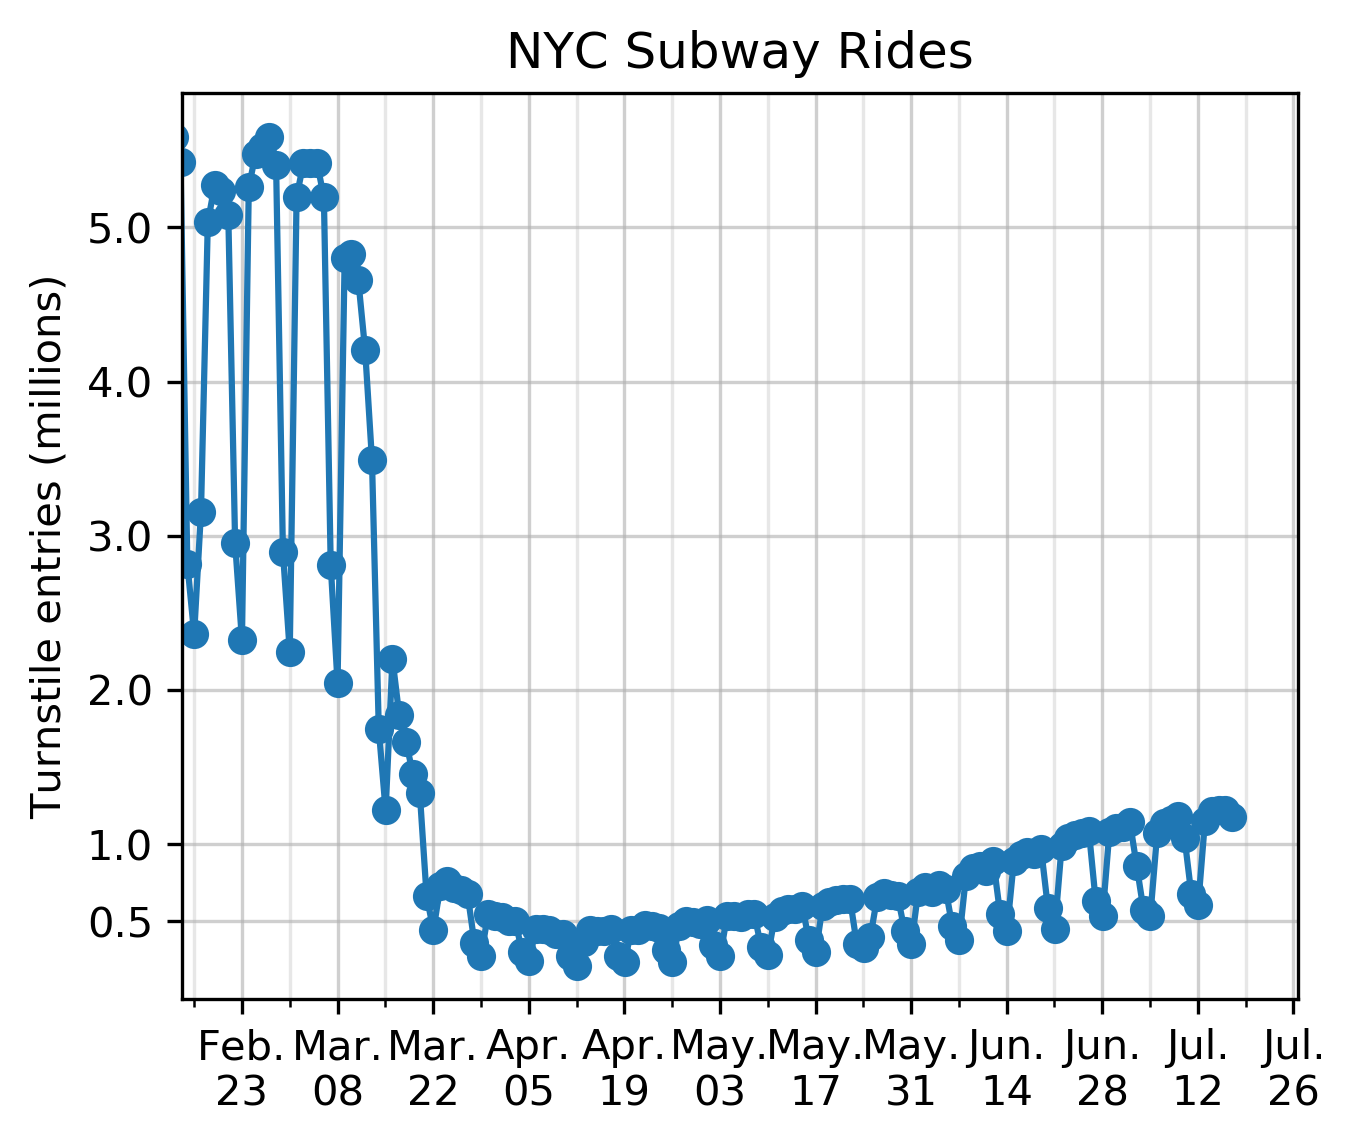 NYC Subway Rides
Turnstile entries (millions)
5.0
4.0
3.0
2.0
1.0
0.5
Feb. Mar. Mar. Apr. Apr. May. May. May. Jun. Jun. Jul. Jul.
23 08 22 05 19 03 17 31 14 28 12 26